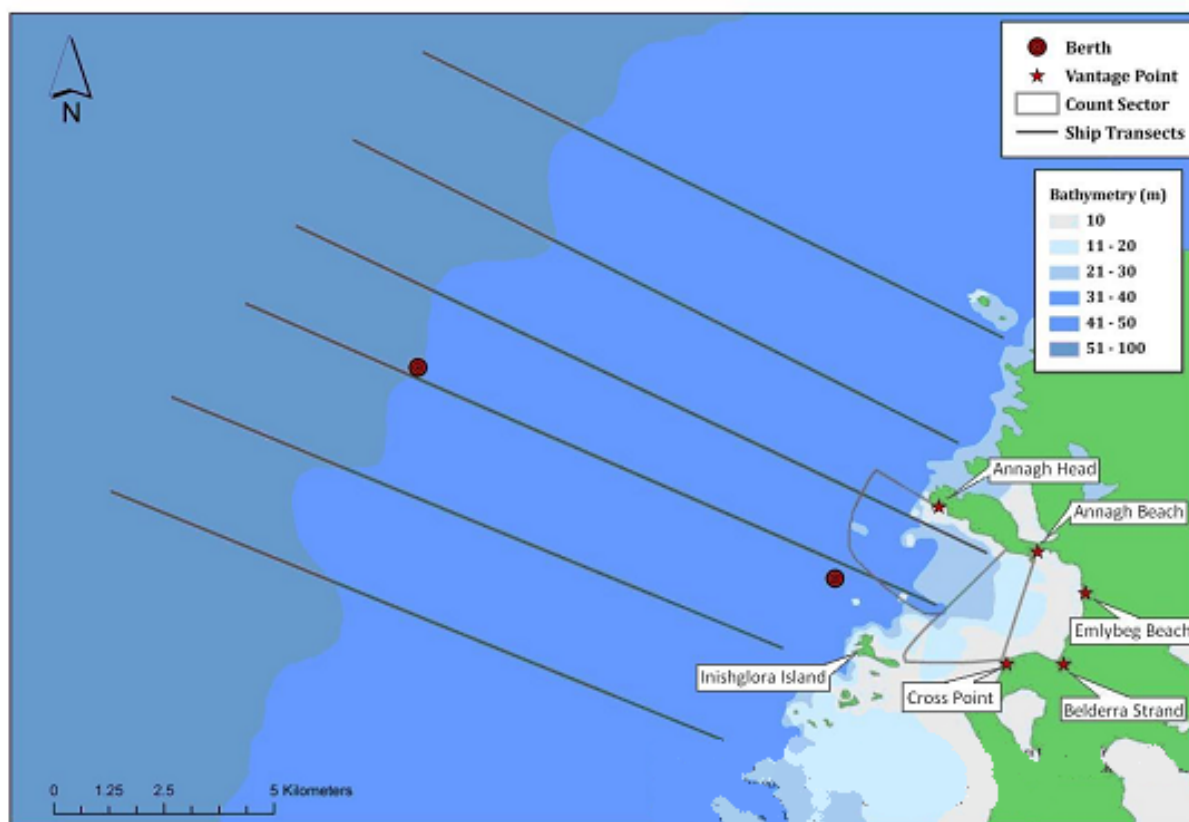 N
Berth
Vantage Point
Count Sector
Ship Transects
Bathymetry (m)
10
11 - 20
21 - 30
31 - 40
41 - 50
51 - 100
Annagh Head
Annagh Beach
Emlybeg Beach
Inishglora Island
Cross Point
Belderra Strand
0 1.25 2.5 5 Kilometers